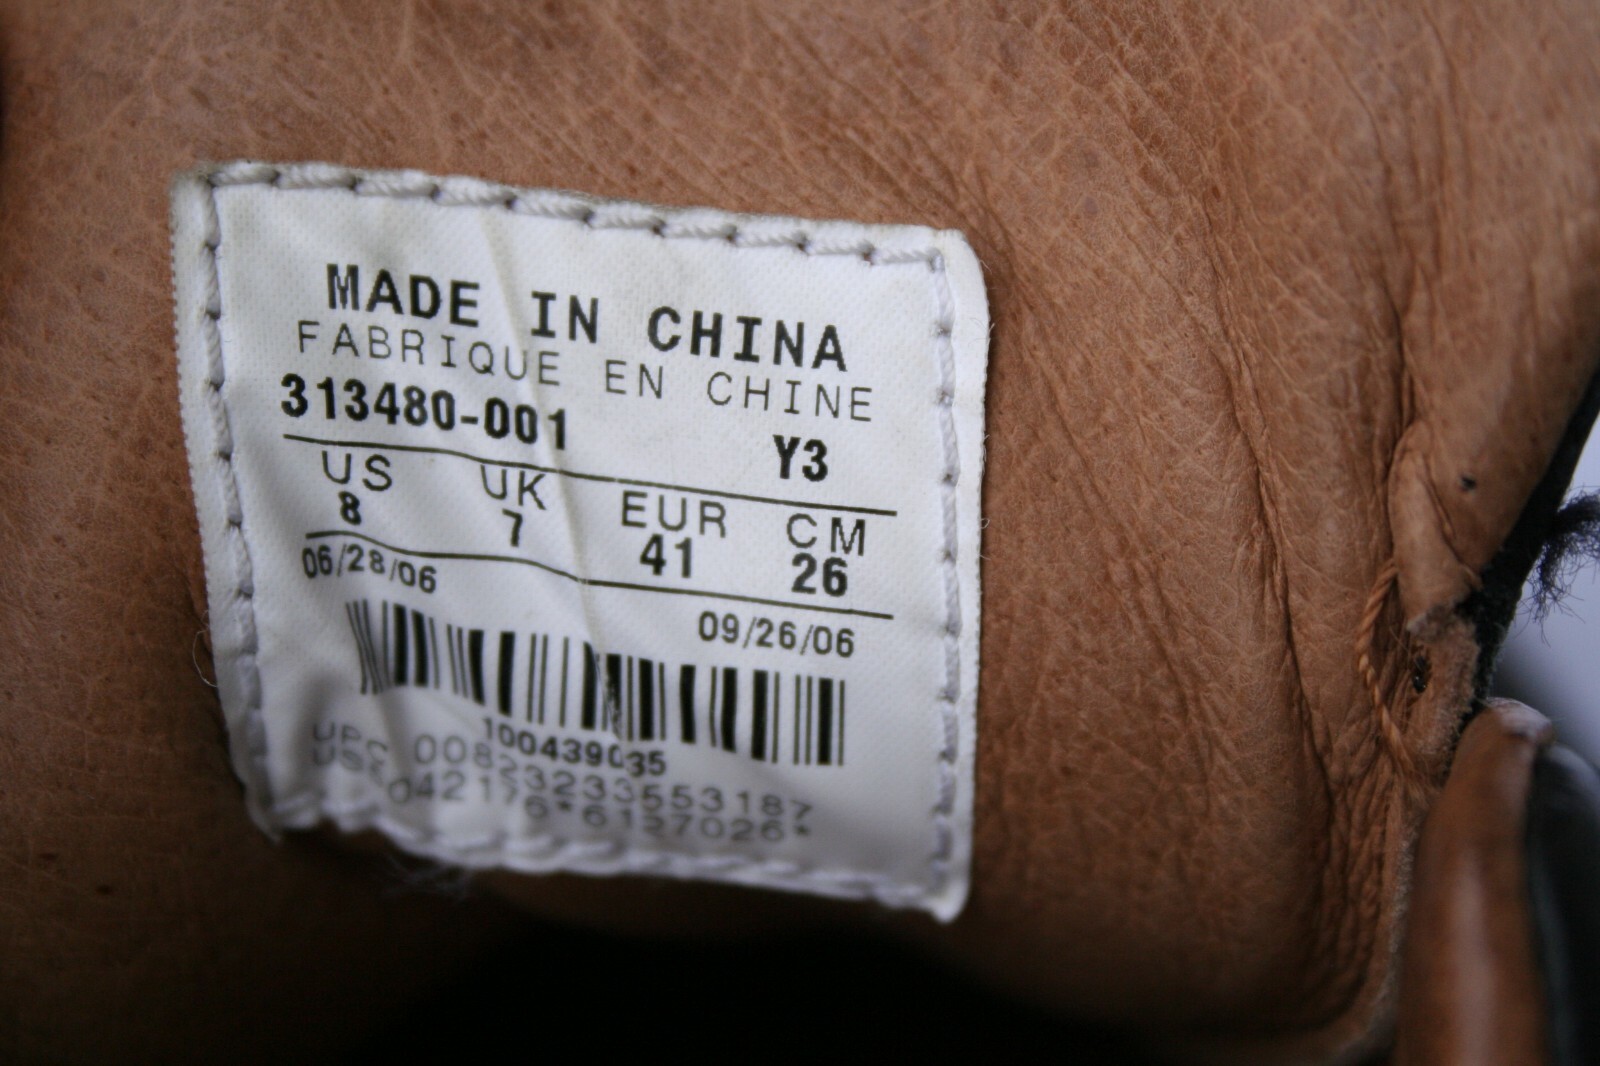 MADE IN CHINA
FABRIQUE EN CHINE
313480-001 Y3
US UK EUR CM
8 7 41 26
06/28/06 09/26/06
100439035
UPC 00823233553187